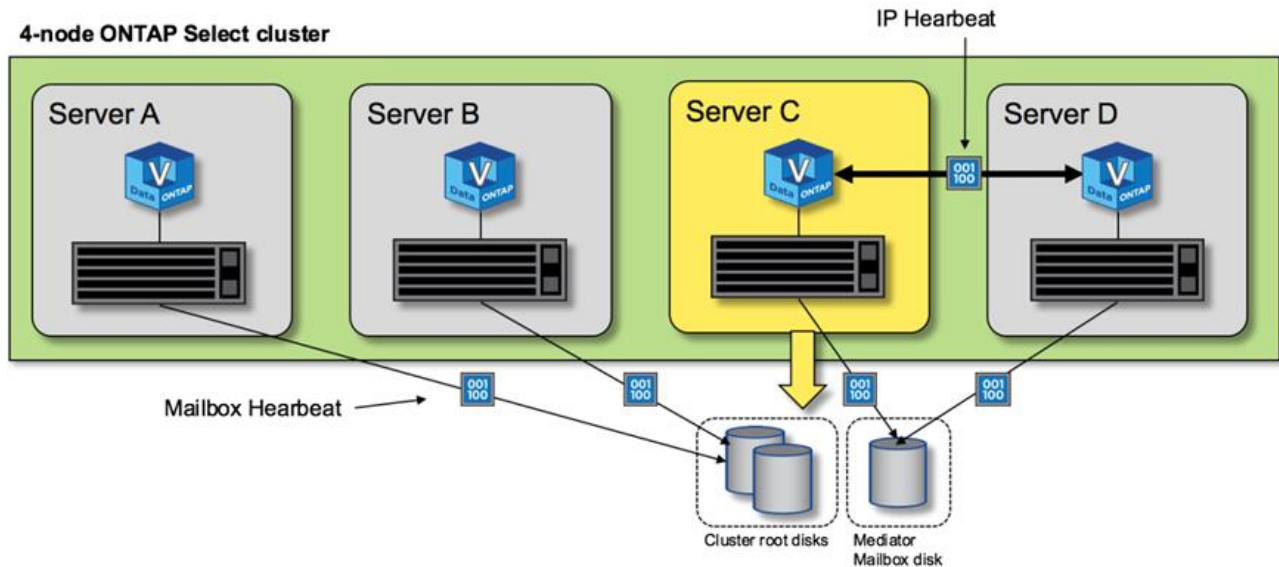 IP Hearbeat
4-node ONTAP Select cluster
Server A
Server B
Server C
Server D
V
Data ONTAP
V
Data ONTAP
V
Data ONTAP
V
Data ONTAP
001
100
Mailbox Hearbeat
001
100
001
100
001
100
001
100
Cluster root disks
Mediator
Mailbox disk